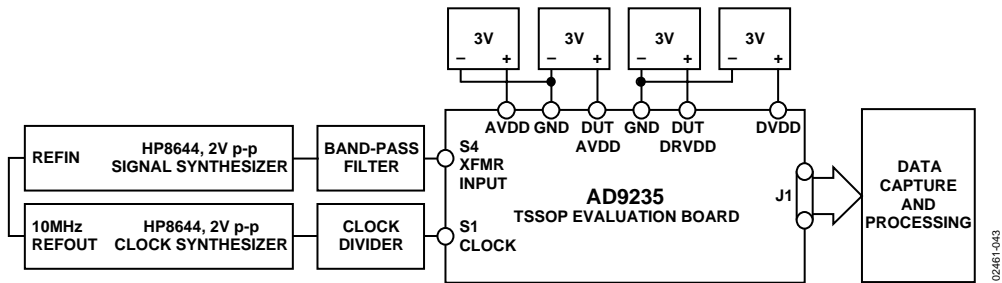 3V
3V
3V
3V
− +
− +
− +
− +
AVDD GND DUT GND DUT DVDD
AVDD DRVDD
REFIN
HP8644, 2V p-p
SIGNAL SYNTHESIZER
BAND-PASS
FILTER
S4
XFMR
INPUT
10MHz
REFOUT
HP8644, 2V p-p
CLOCK SYNTHESIZER
CLOCK
DIVIDER
S1
CLOCK
AD9235
TSSOP EVALUATION BOARD
J1
DATA
CAPTURE
AND
PROCESSING
02461-043